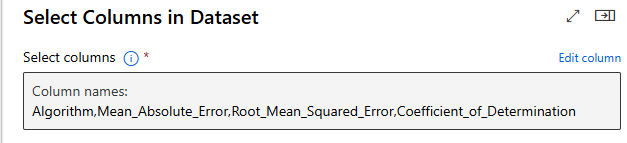 Select Columns in Dataset
Select columns * Edit column
Column names:
Algorithm,Mean_Absolute_Error,Root_Mean_Squared_Error,Coefficient_of_Determination